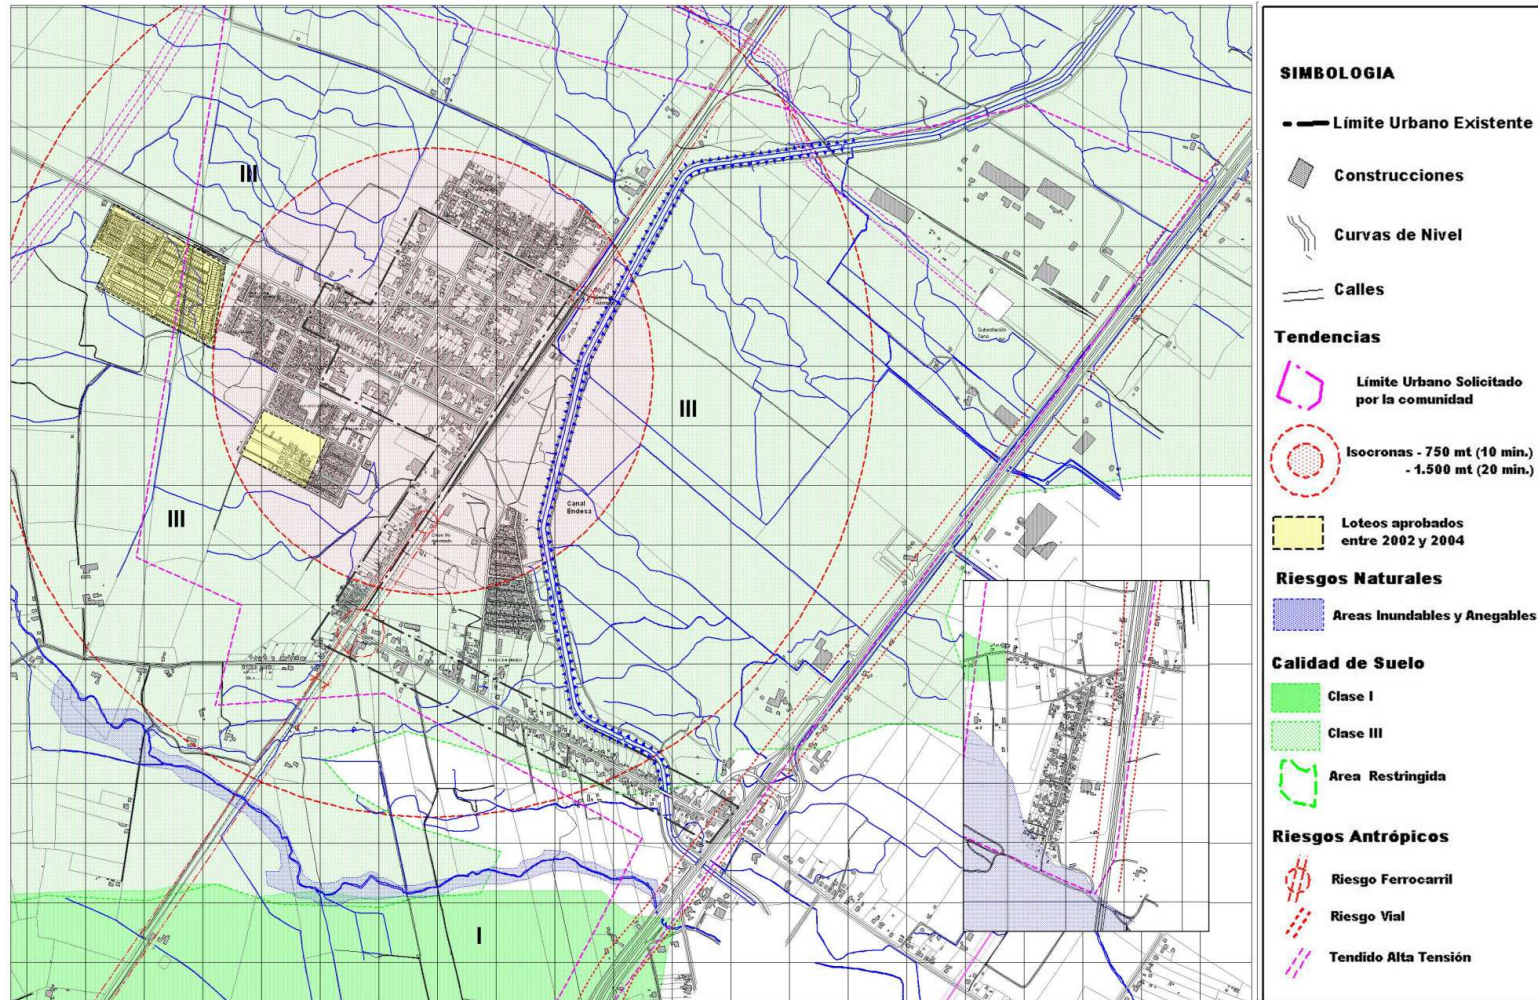 III
III
III
Subestación
Teno
Canal
Endesa
I
SIMBOLOGIA
Límite Urbano Existente
Construcciones
Curvas de Nivel
Calles
Tendencias
Límite Urbano Solicitado
por la comunidad
Isocronas - 750 mt (10 min.)
- 1.500 mt (20 min.)
Loteos aprobados
entre 2002 y 2004
Riesgos Naturales
Areas Inundables y Anegables
Calidad de Suelo
Clase I
Clase III
Area Restringida
Riesgos Antrópicos
Riesgo Ferrocarril
Riesgo Vial
Tendido Alta Tensión